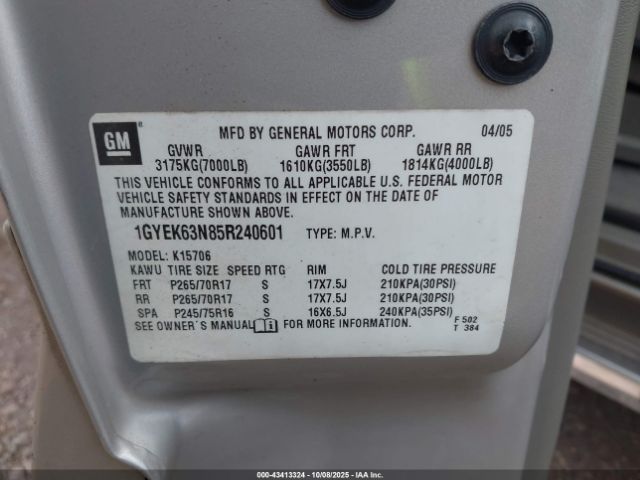 GM
MFD BY GENERAL MOTORS CORP. 04/05
GVWR GAWR FRT GAWR RR
3175KG(7000LB) 1610KG(3550LB) 1814KG(4000LB)
THIS VEHICLE CONFORMS TO ALL APPLICABLE U.S. FEDERAL MOTOR
VEHICLE SAFETY STANDARDS IN EFFECT ON THE DATE OF
MANUFACTURE SHOWN ABOVE.
1GYEK63N85R240601 TYPE: M.P.V.
MODEL: K15706
KAWU TIRE SIZE SPEED RTG RIM COLD TIRE PRESSURE
FRT P265/70R17 S 17X7.5J 210KPA(30PSI)
RR P265/70R17 S 17X7.5J 210KPA(30PSI)
SPA P245/75R16 S 16X6.5J 240KPA(35PSI)
SEE OWNER'S MANUAL i FOR MORE INFORMATION. F 502
T 384
000-43413324 | 10/08/2025 | IAA Inc.